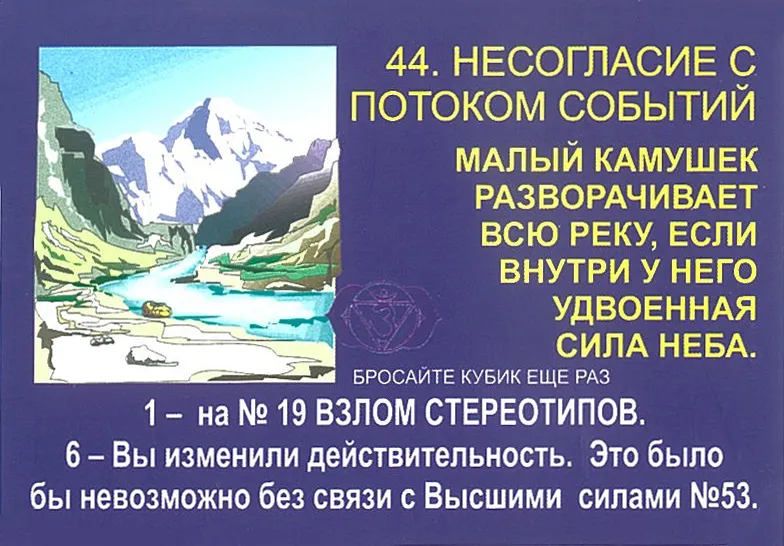 44. НЕСОГЛАСИЕ С
ПОТОКОМ СОБЫТИЙ
МАЛЫЙ КАМУШЕК
РАЗВОРАЧИВАЕТ
ВСЮ РЕКУ, ЕСЛИ
ВНУТРИ У НЕГО
УДВОЕННАЯ
СИЛА НЕБА.
БРОСАЙТЕ КУБИК ЕЩЕ РАЗ
1 – на № 19 ВЗЛОМ СТЕРЕОТИПОВ.
6 – Вы изменили действительность. Это было
бы невозможно без связи с Высшими силами №53.